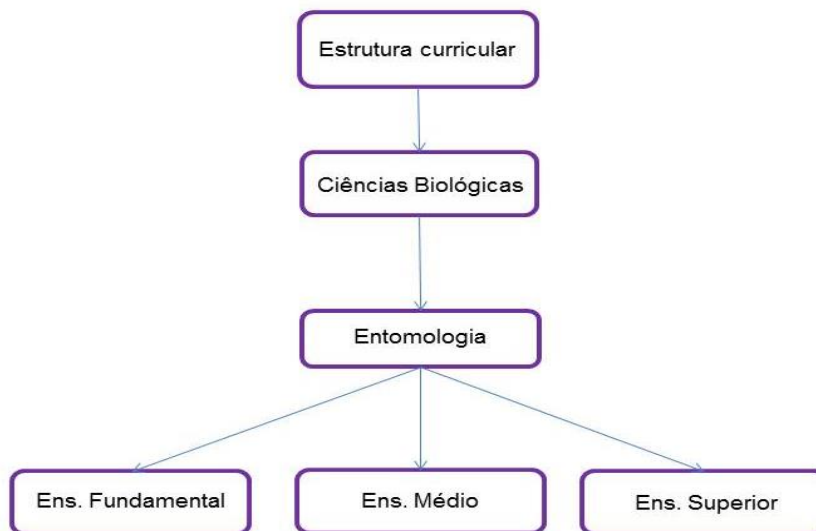 Estrutura curricular
Ciências Biológicas
Entomologia
Ens. Fundamental
Ens. Médio
Ens. Superior